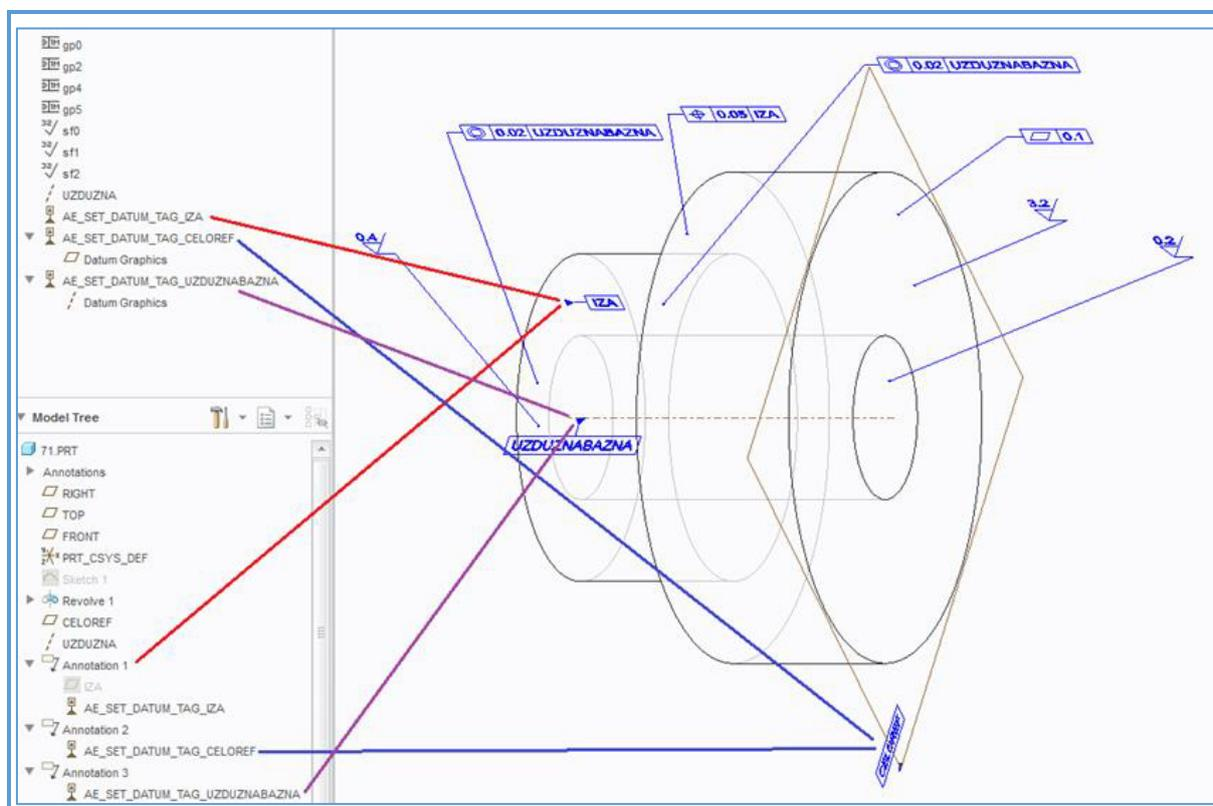 gp0
gp2
gp4
gp5
32 sf0
32 sf1
32 sf2
UZDUZNA
AE_SET_DATUM_TAG_IZA
AE_SET_DATUM_TAG_CELOREF
Datum Graphics
AE_SET_DATUM_TAG_UZDUZNABAZNA
Datum Graphics
Model Tree
71.PRT
Annotations
RIGHT
TOP
FRONT
PRT_CSYS_DEF
Sketch 1
Revolve 1
CELOREF
UZDUZNA
Annotation 1
IZA
AE_SET_DATUM_TAG_IZA
Annotation 2
AE_SET_DATUM_TAG_CELOREF
Annotation 3
AE_SET_DATUM_TAG_UZDUZNABAZNA
0.02 UZDUZNABAZNA
0.05 IZA
0.02 UZDUZNABAZNA
0.1
3.2
0.2
0.4
IZA
UZDUZNABAZNA